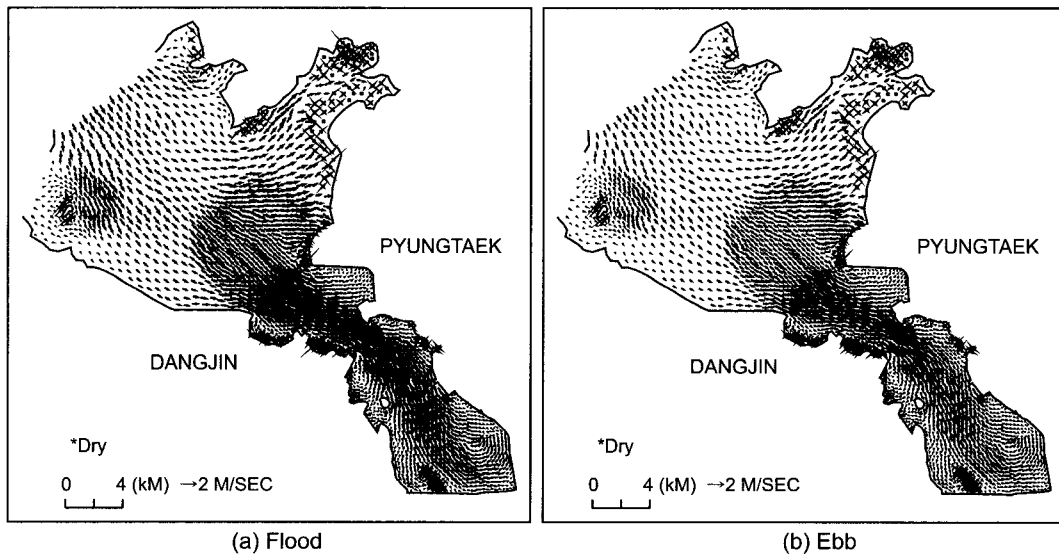 PYUNGTAEK
DANGJIN
*Dry
0 4 (kM) →2 M/SEC
(a) Flood
PYUNGTAEK
DANGJIN
*Dry
0 4 (kM) →2 M/SEC
(b) Ebb